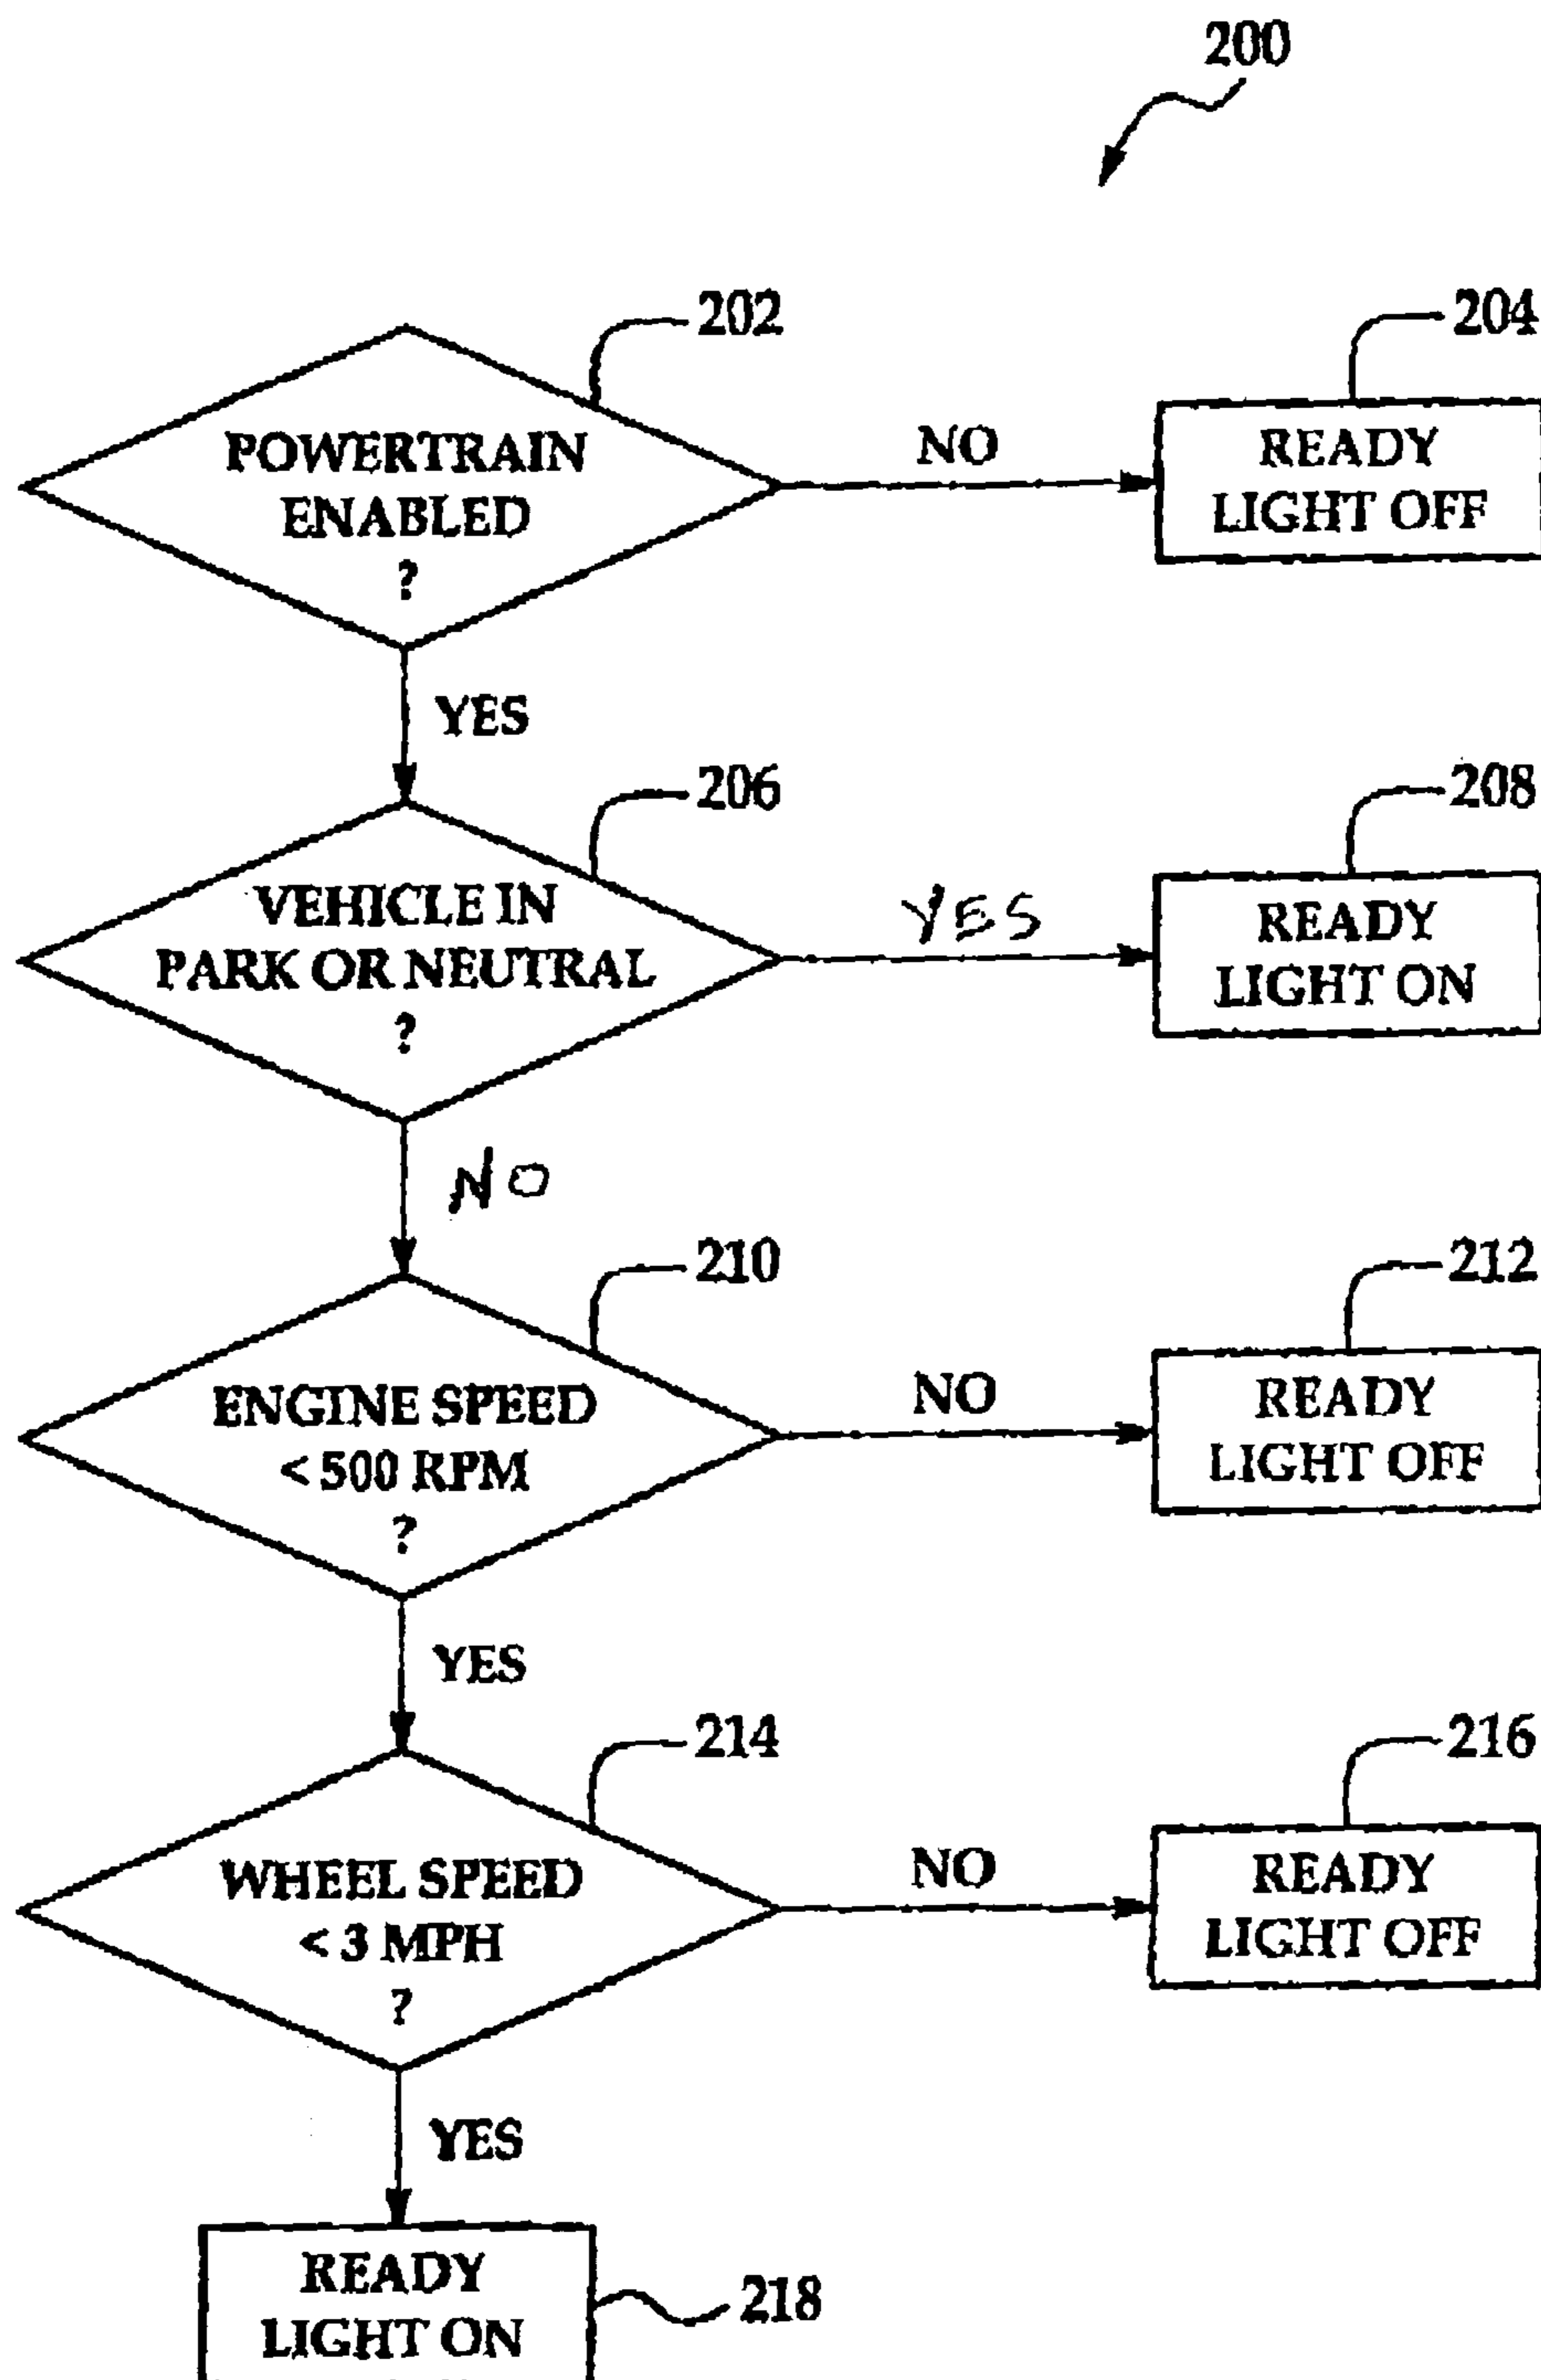 200
202
204
POWERTRAIN
ENABLED
?
NO
READY
LIGHT OFF
YES
206
208
VEHICLE IN
PARK OR NEUTRAL
?
YES
READY
LIGHT ON
NO
210
212
ENGINE SPEED
< 500 RPM
?
NO
READY
LIGHT OFF
YES
214
216
WHEEL SPEED
< 3 MPH
?
NO
READY
LIGHT OFF
YES
READY
LIGHT ON
218